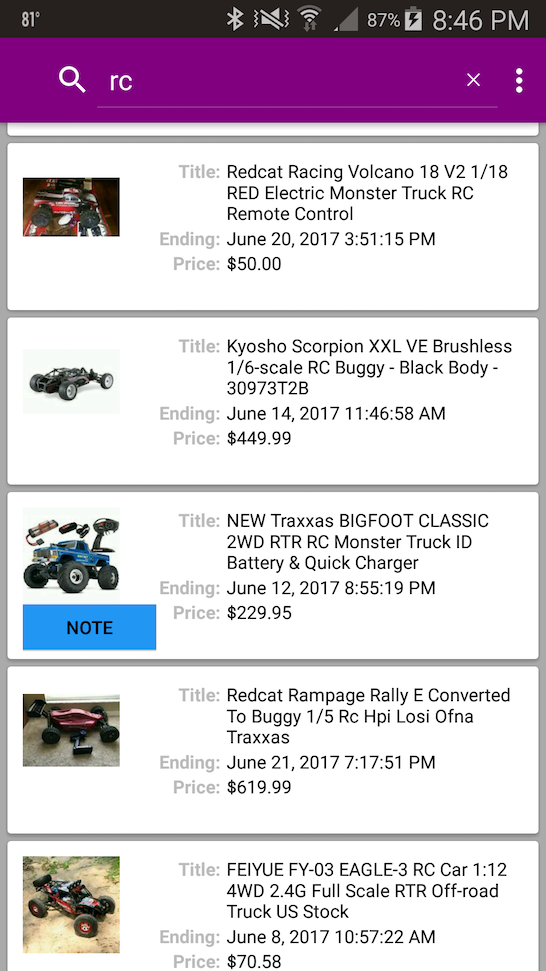 81°
87%
8:46 PM
rc
Title: Redcat Racing Volcano 18 V2 1/18
RED Electric Monster Truck RC
Remote Control
Ending: June 20, 2017 3:51:15 PM
Price: $50.00
Title: Kyosho Scorpion XXL VE Brushless
1/6-scale RC Buggy - Black Body -
30973T2B
Ending: June 14, 2017 11:46:58 AM
Price: $449.99
Title: NEW Traxxas BIGFOOT CLASSIC
2WD RTR RC Monster Truck ID
Battery & Quick Charger
Ending: June 12, 2017 8:55:19 PM
Price: $229.95
NOTE
Title: Redcat Rampage Rally E Converted
To Buggy 1/5 Rc Hpi Losi Ofna
Traxxas
Ending: June 21, 2017 7:17:51 PM
Price: $619.99
Title: FEIYUE FY-03 EAGLE-3 RC Car 1:12
4WD 2.4G Full Scale RTR Off-road
Truck US Stock
Ending: June 8, 2017 10:57:22 AM
Price: $70.58